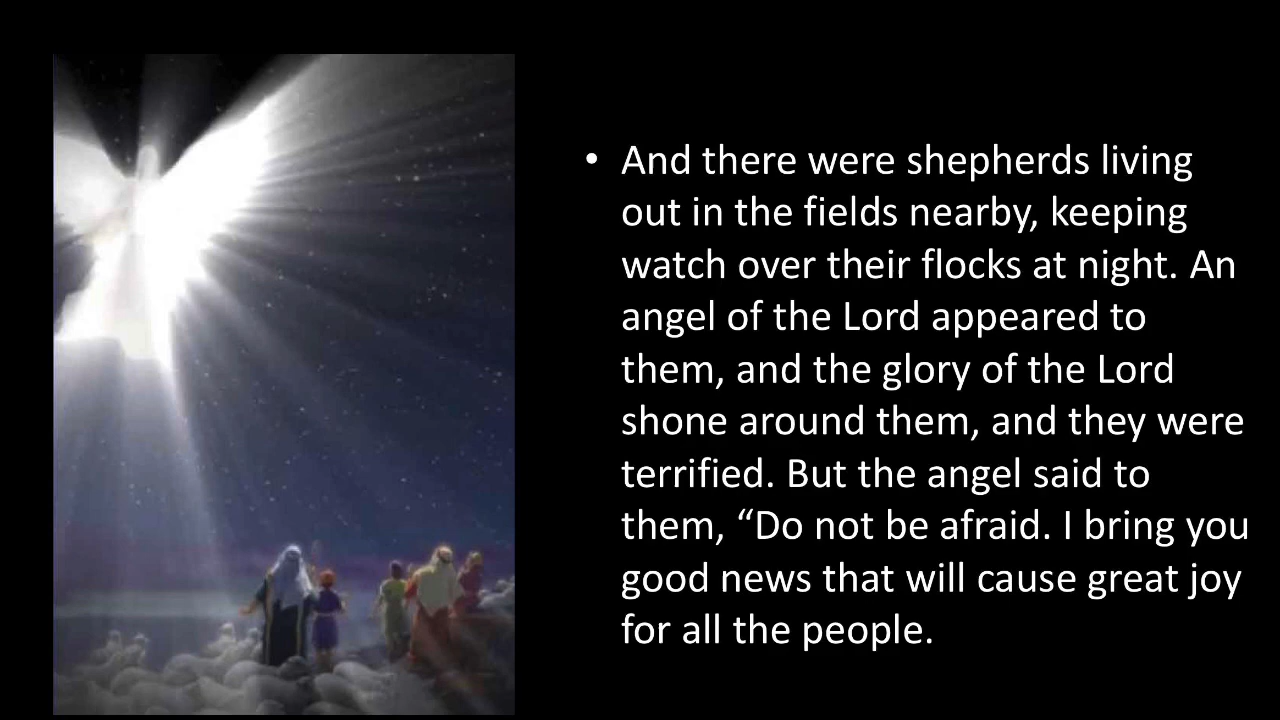 • And there were shepherds living
out in the fields nearby, keeping
watch over their flocks at night. An
angel of the Lord appeared to
them, and the glory of the Lord
shone around them, and they were
terrified. But the angel said to
them, “Do not be afraid. I bring you
good news that will cause great joy
for all the people.